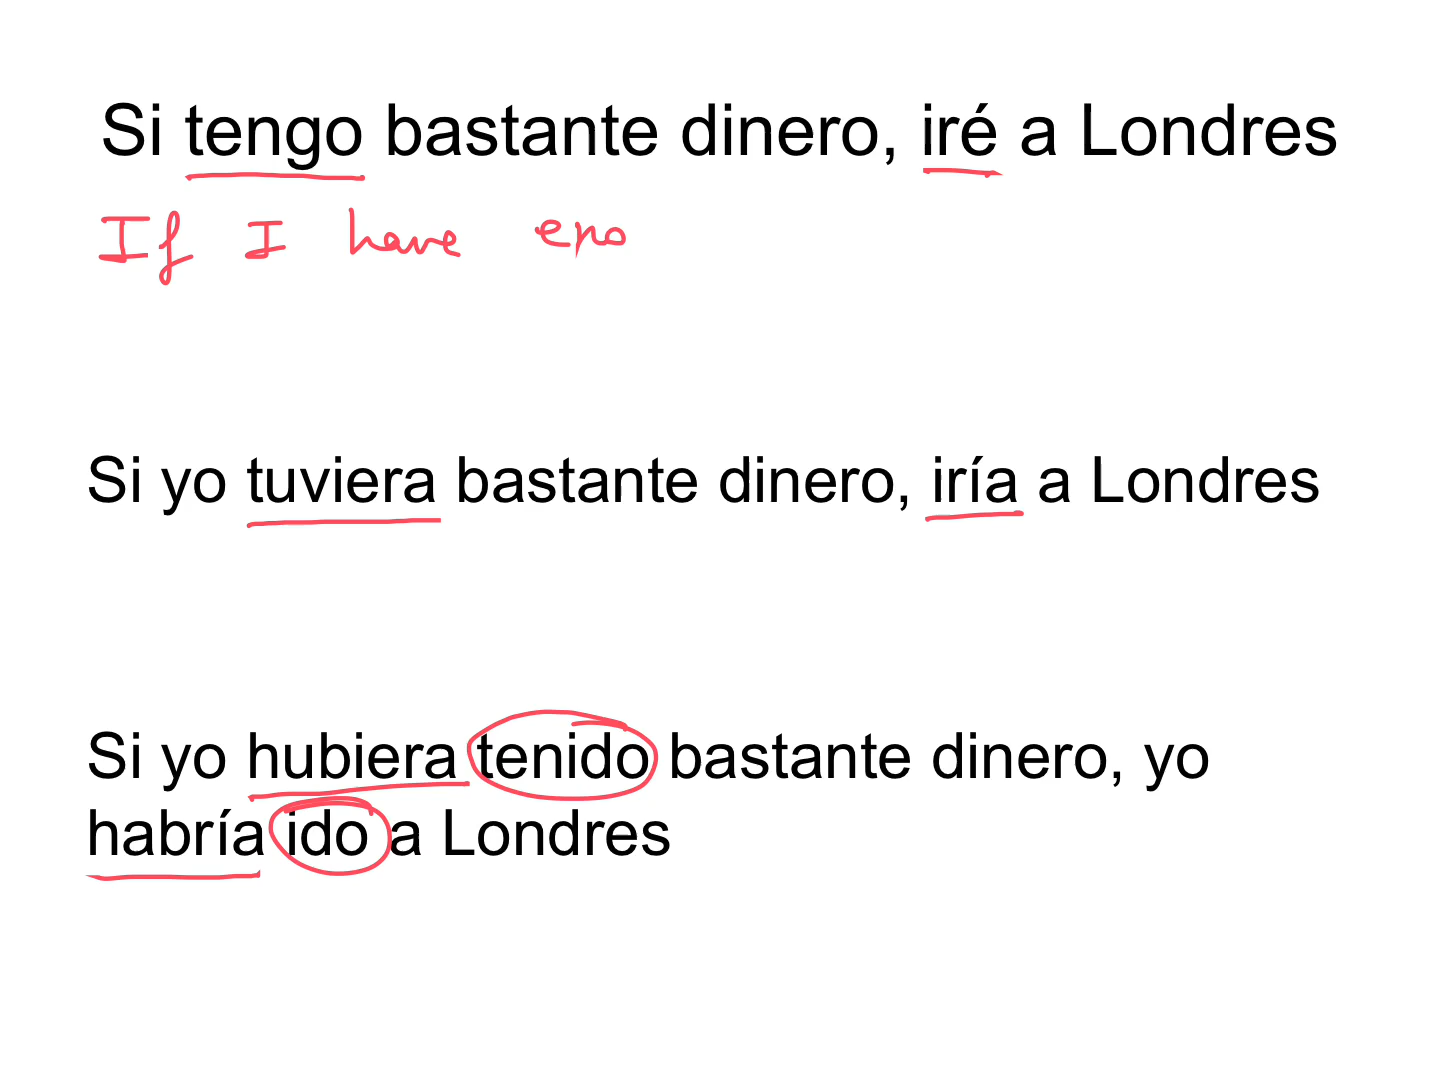 Si tengo bastante dinero, iré a Londres
If I have eno
Si yo tuviera bastante dinero, iría a Londres
Si yo hubiera tenido bastante dinero, yo
habría ido a Londres